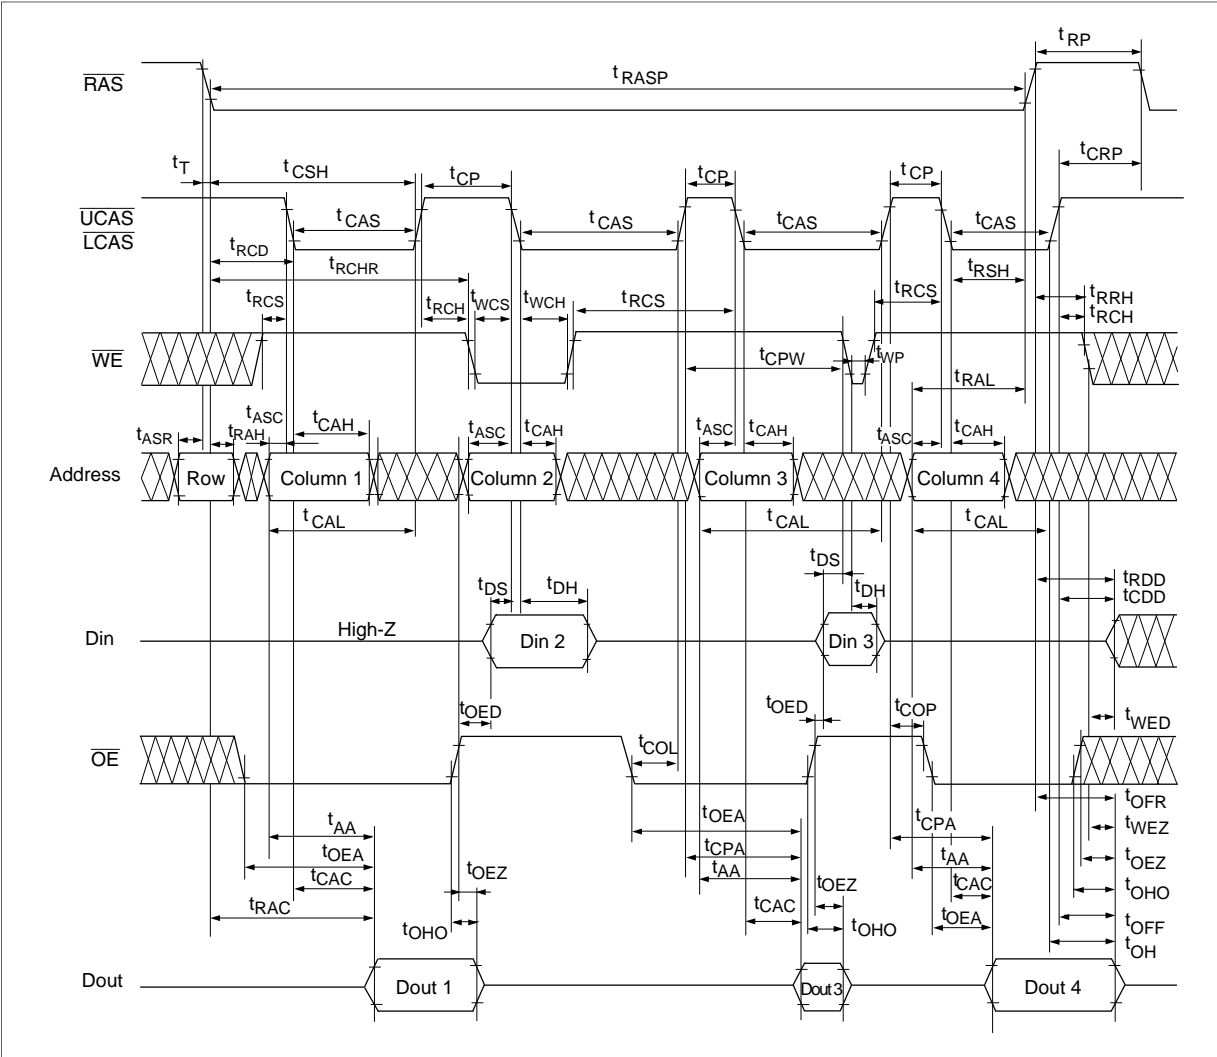 tRP
RAS
tRASP
tT tCSH tCP tCP tCP tCRP
UCAS
LCAS
tCAS tCAS tCAS tCAS
tRCD
tRCHR
tRSH
tRCS tRCH tWCS tWCH tRCS tRCS tRRH
tRCH
WE
tCPW tWP
tRAL
tASR tRAH tASC tCAH tASC tCAH tASC tCAH tASC tCAH
Address Row Column 1 Column 2 Column 3 Column 4
tCAL tCAL tCAL
tDS tDH tDS tDH tRDD
tCDD
Din High-Z Din 2 Din 3
tOED tOED tCOP tWED
OE
tCOL
tOFR
tAA tOEA tCPA tWEZ
tOEA tCPA tAA tOEZ
tCAC tOEZ tAA tOEZ tCAC tOHO
tRAC tOHO tCAC tOHO tOEA tOFF
tOH
Dout Dout 1 Dout 3 Dout 4